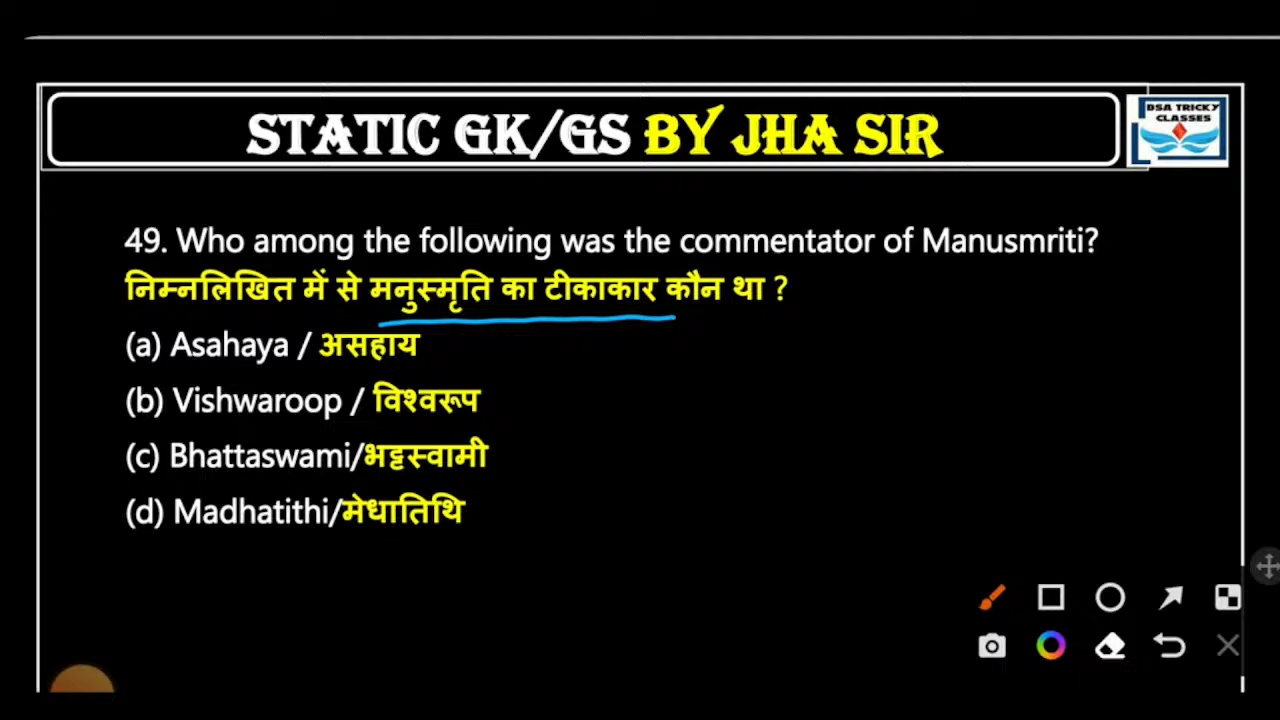 STATIC GK/GS BY JHA SIR
DSA TRICKY
CLASSES
49. Who among the following was the commentator of Manusmriti?
निम्नलिखित में से मनुस्मृति का टीकाकार कौन था ?
(a) Asahaya / असहाय
(b) Vishwaroop / विश्वरूप
(c) Bhattaswami/भट्टस्वामी
(d) Madhatithi/मेधातिथि